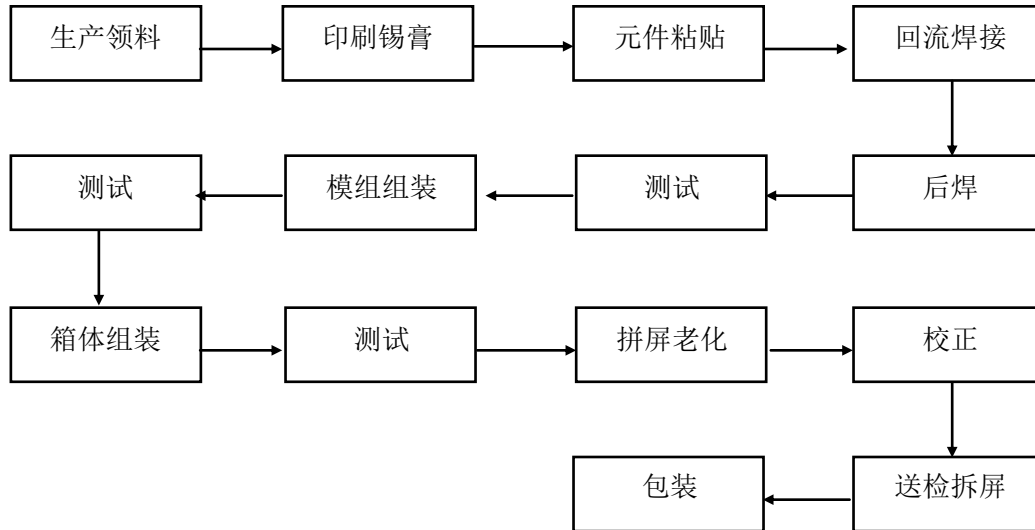 生产领料
印刷锡膏
元件粘贴
回流焊接
后焊
测试
模组组装
测试
箱体组装
测试
拼屏老化
校正
送检拆屏
包装